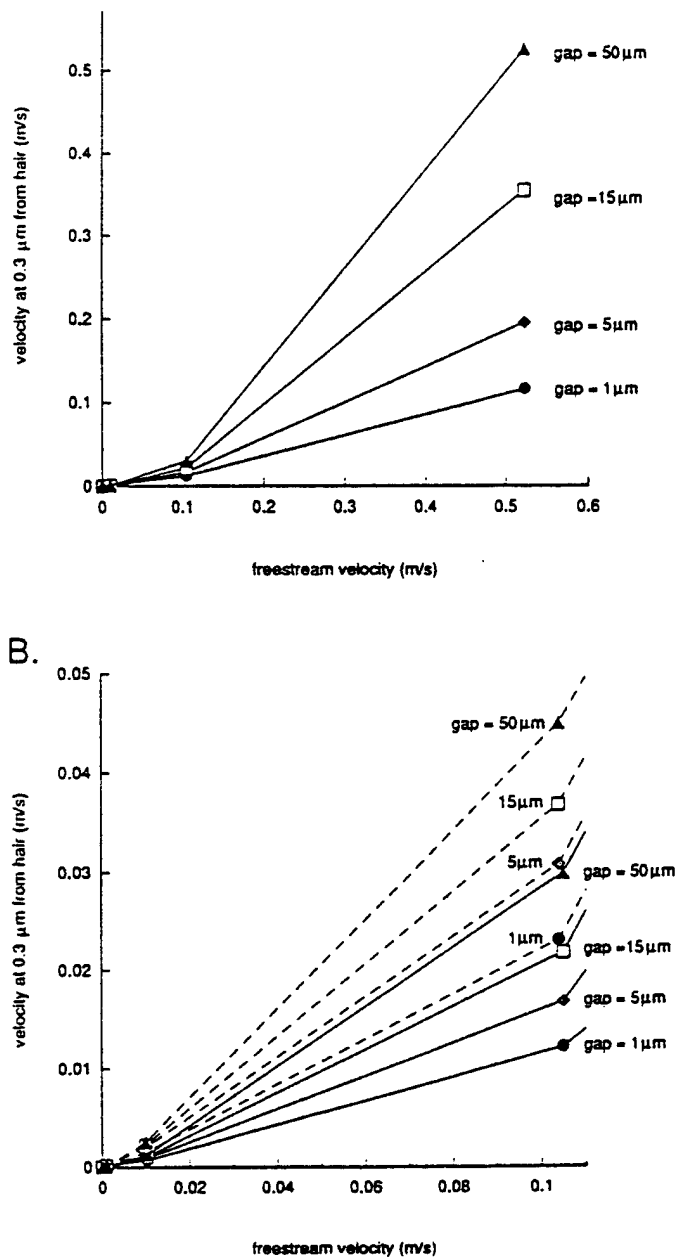 0.5
0.4
0.3
0.2
0.1
0
velocity at 0.3 µm from hair (m/s)
gap = 50µm
gap =15µm
gap = 5µm
gap = 1µm
0 0.1 0.2 0.3 0.4 0.5 0.6
freestream velocity (m/s)
B.
0.05
0.04
0.03
0.02
0.01
0
velocity at 0.3 µm from hair (m/s)
gap = 50µm
15µm
5µm
1µm
gap = 50µm
gap =15µm
gap = 5µm
gap = 1µm
0 0.02 0.04 0.06 0.08 0.1
freestream velocity (m/s)